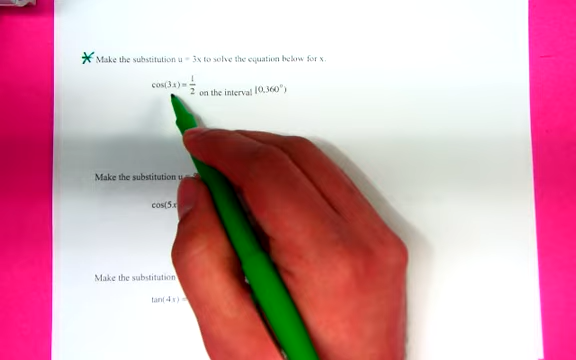 Make the substitution u = 3x to solve the equation below for x.
cos(3x) = 1/2 on the interval [0,360°)
Make the substitution u
cos(5x
Make the substitution
tan(4x) =